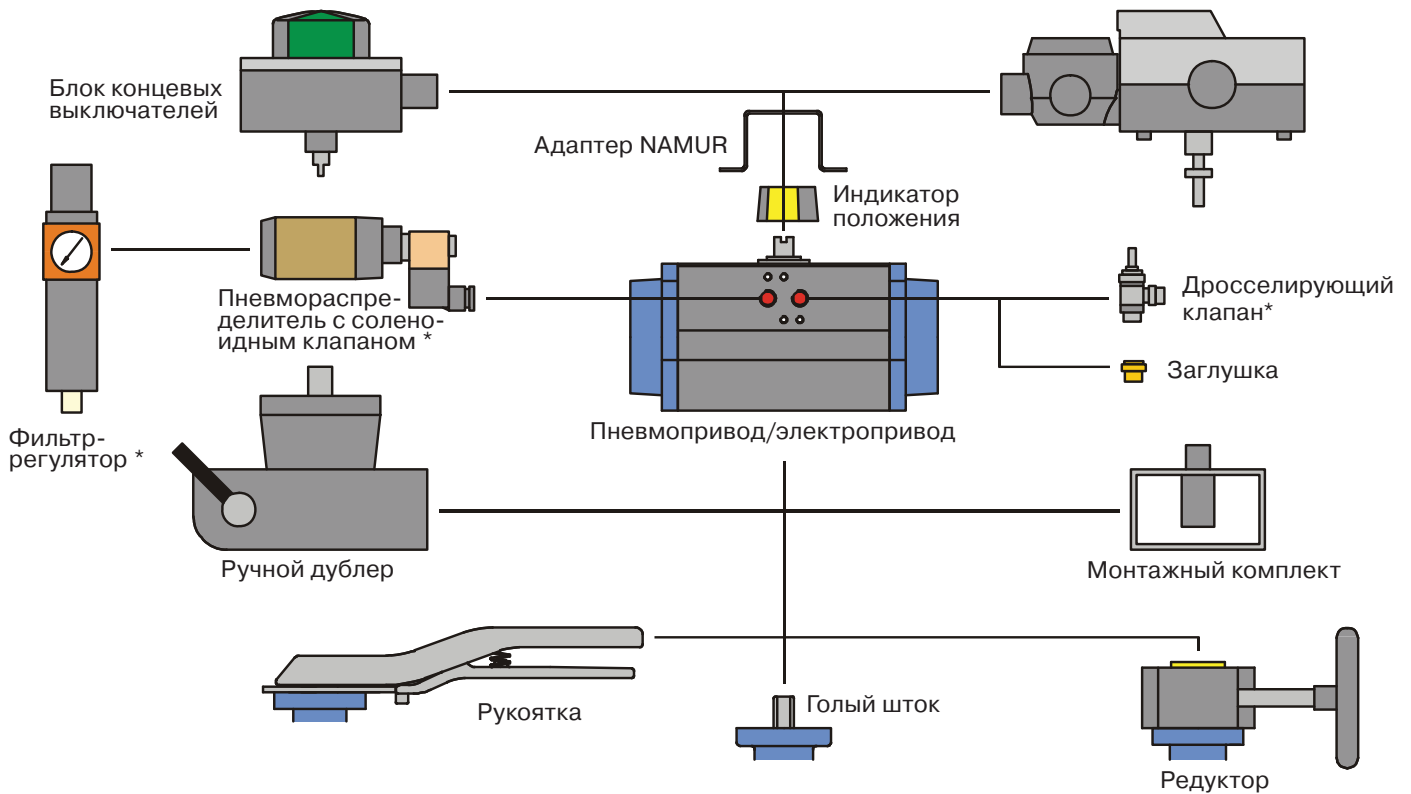 Блок концевых
выключателей
Адаптер NAMUR
Индикатор
положения
Пневмораспре-
делитель с солено-
идным клапаном *
Дросселирующий
клапан*
Заглушка
Фильтр-
регулятор *
Пневмопривод/электропривод
Ручной дублер
Монтажный комплект
Рукоятка
Голый шток
Редуктор